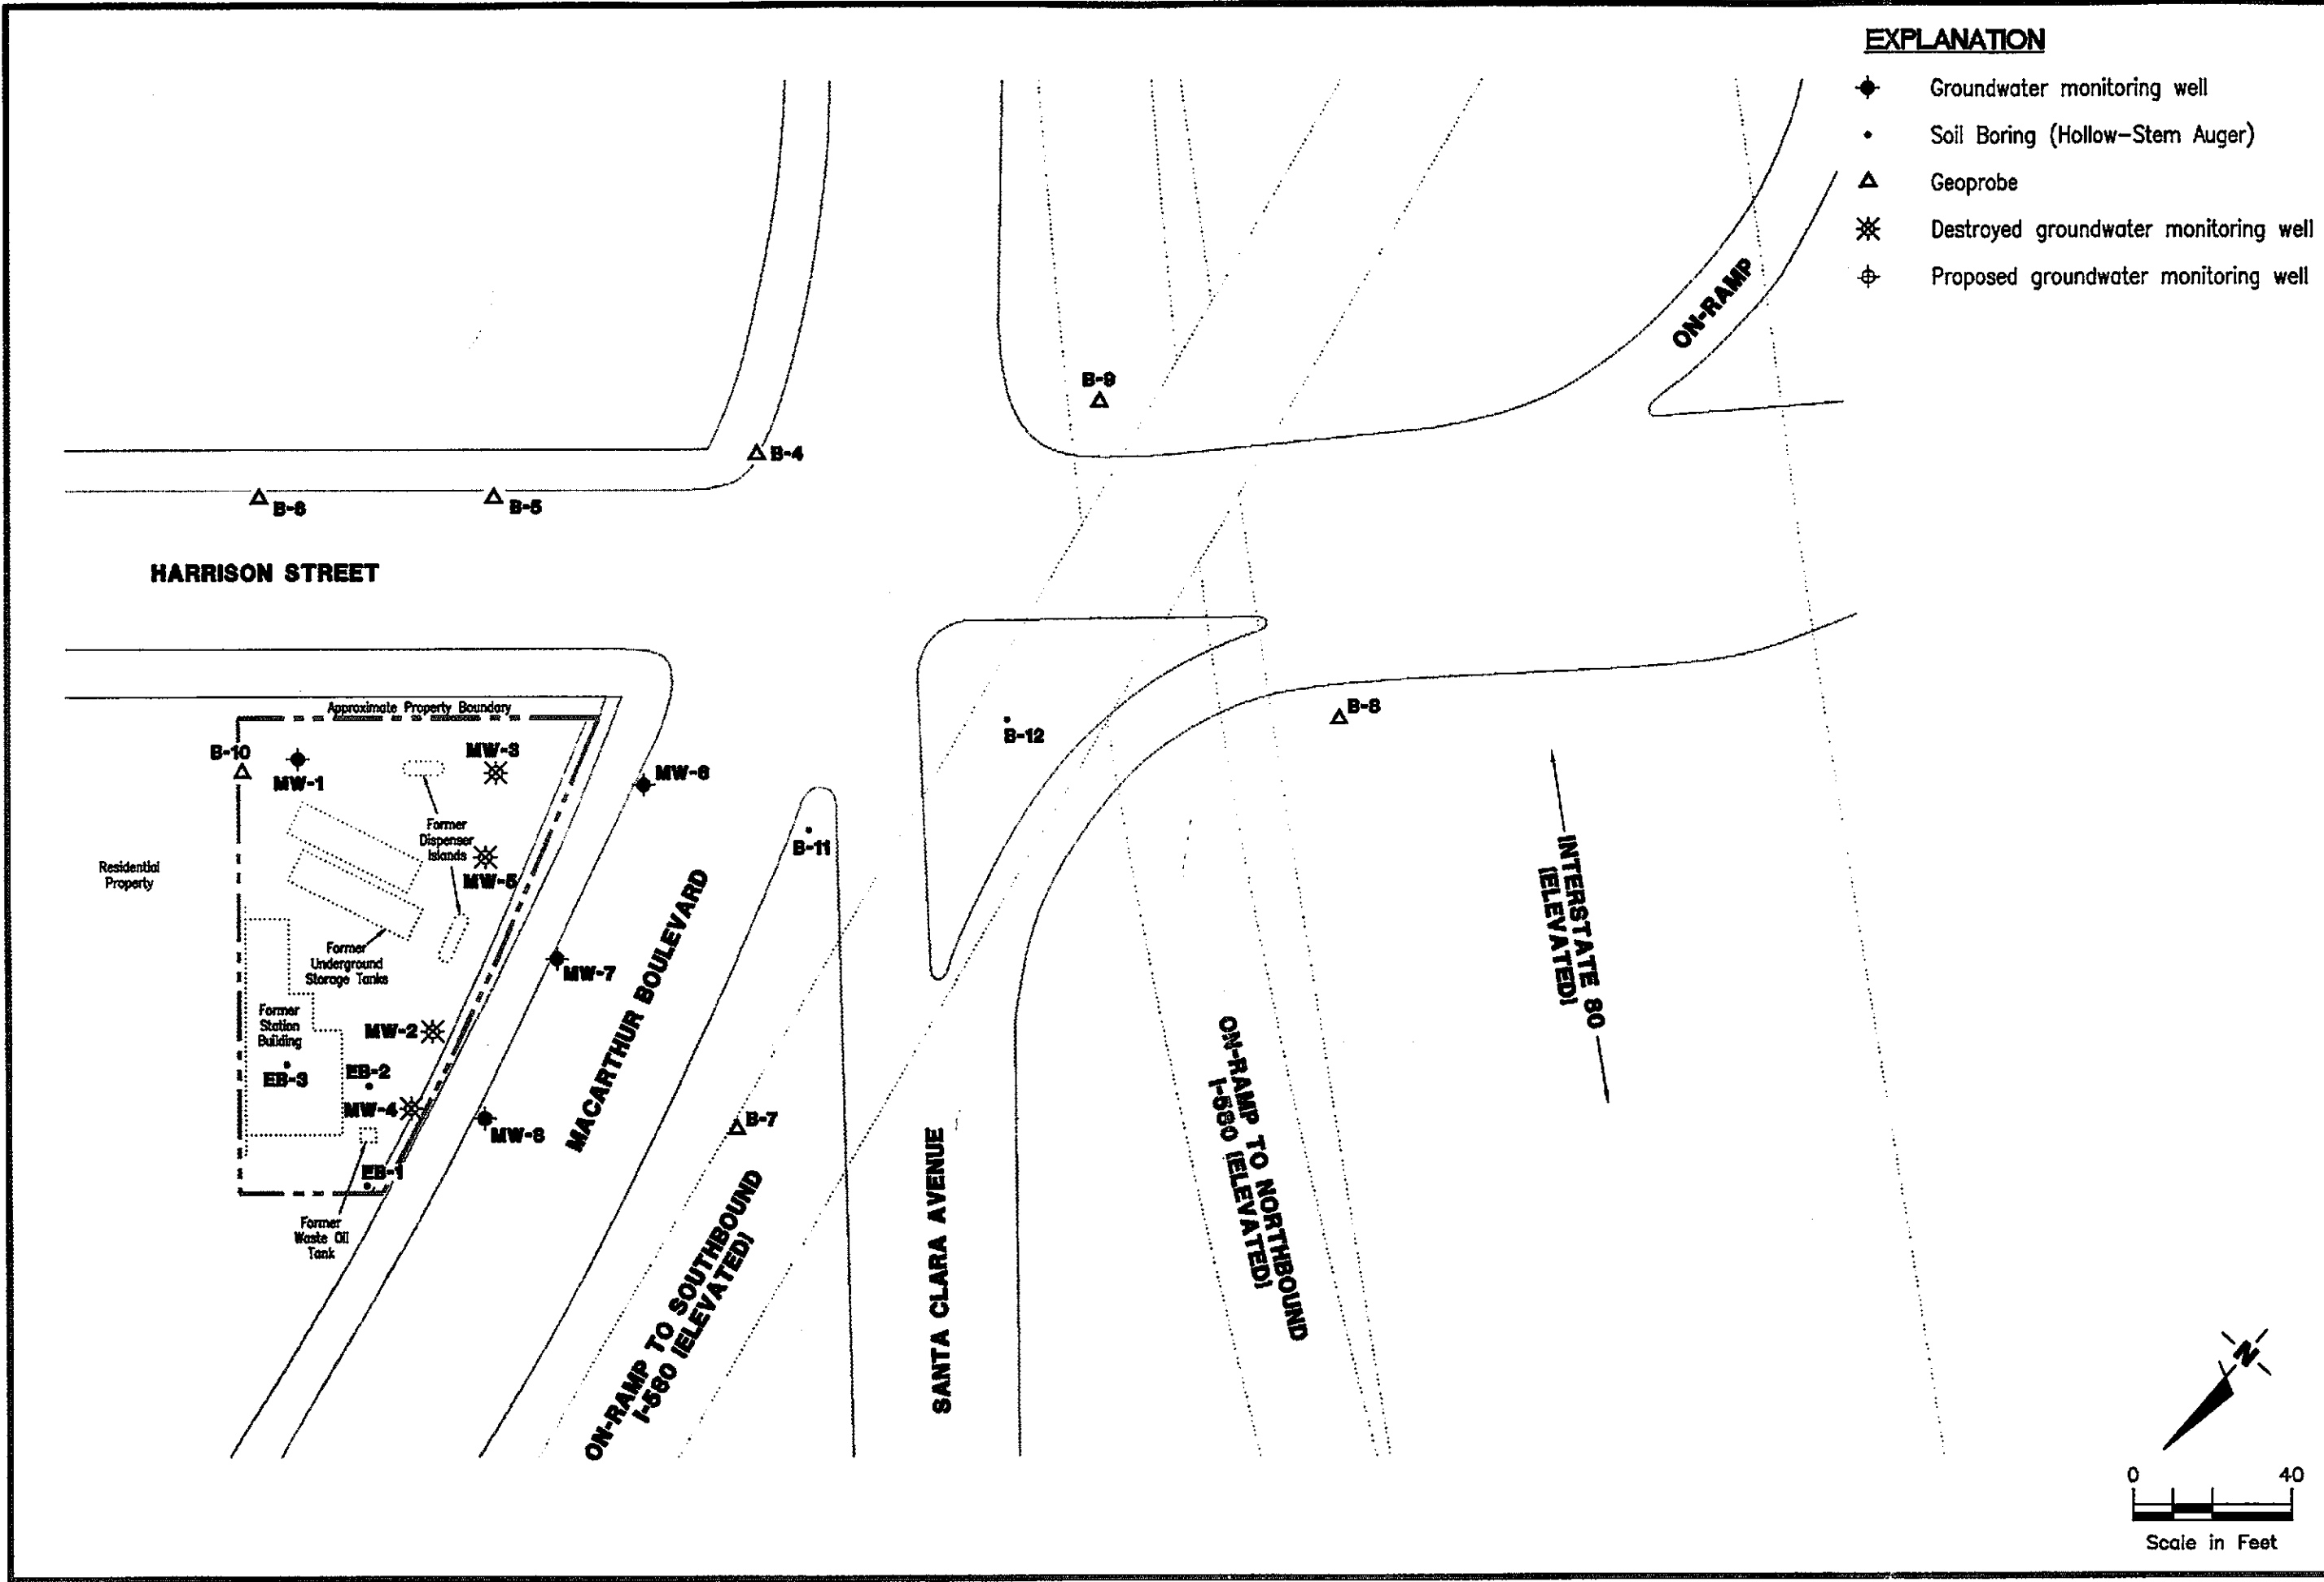 EXPLANATION
Groundwater monitoring well
Soil Boring (Hollow-Stem Auger)
Geoprobe
Destroyed groundwater monitoring well
Proposed groundwater monitoring well
ON-RAMP
B-9
B-4
B-6
B-5
HARRISON STREET
Approximate Property Boundary
B-8
B-12
B-10
MW-1
MW-3
MW-6
Former
Dispenser
Islands
B-11
MW-5
Residential
Property
INTERSTATE 80
(ELEVATED)
MACARTHUR BOULEVARD
Former
Underground
Storage Tanks
MW-7
Former
Station
Building
MW-2
EB-3
EB-2
MW-4
MW-8
B-7
ON-RAMP TO NORTHBOUND
I-580 (ELEVATED)
EB-1
Former
Waste Oil
Tank
ON-RAMP TO SOUTHBOUND
I-580 (ELEVATED)
SANTA CLARA AVENUE
N
0 40
Scale in Feet